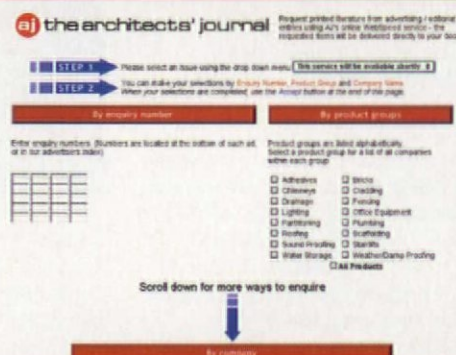 aj the architects' journal
Request printed literature from advertising / editorial
entries using AJ's online WebSpeed service - the
requested items will be delivered directly to your desk
STEP 1
Please select an issue using the drop down menu
This service will be available shortly
STEP 2
You can make your selections by Enquiry Number, Product Group and Company Name
When your selections are completed, use the Accept button at the end of this page.
By enquiry number
By product groups
Enter enquiry numbers. (Numbers are located at the bottom of each ad.
or in our advertisers index)
Product groups are listed alphabetically
Select a product group for a list of all companies
within each group
Adhesives
Bricks
Chimneys
Cladding
Drainage
Fencing
Lighting
Office Equipment
Partitioning
Plumbing
Roofing
Scaffolding
Sound Proofing
Stairlifts
Water Storage
Weather/Damp Proofing
All Products
Scroll down for more ways to enquire
By company